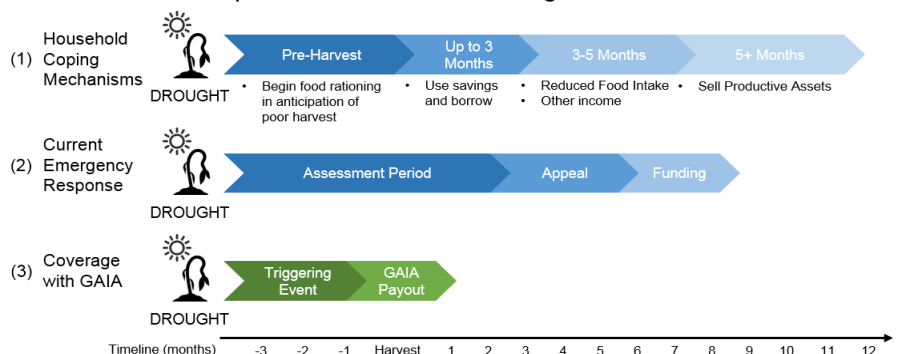 (1) Household
Coping
Mechanisms
DROUGHT
Pre-Harvest
Up to 3
Months
3-5 Months
5+ Months
• Begin food rationing
in anticipation of
poor harvest
• Use savings
and borrow
• Reduced Food Intake
• Other income
• Sell Productive Assets
(2) Current
Emergency
Response
DROUGHT
Assessment Period
Appeal
Funding
(3) Coverage
with GAIA
DROUGHT
Triggering
Event
GAIA
Payout
Timeline (months) -3 -2 -1 Harvest 1 2 3 4 5 6 7 8 9 10 11 12